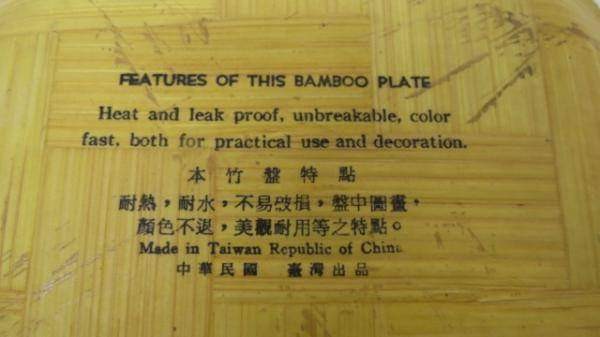 FEATURES OF THIS BAMBOO PLATE
Heat and leak proof, unbreakable, color
fast, both for practical use and decoration.
本竹盤特點
耐熱，耐水，不易破損，盤中圖畫，
顏色不退，美觀耐用等之特點。
Made in Taiwan Republic of China
中華民國 臺灣出品